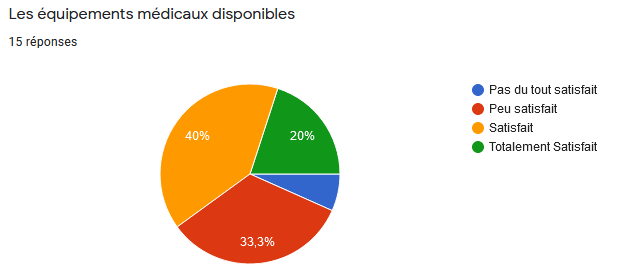 Les équipements médicaux disponibles
15 réponses
40%
20%
33,3%
Pas du tout satisfait
Peu satisfait
Satisfait
Totalement Satisfait